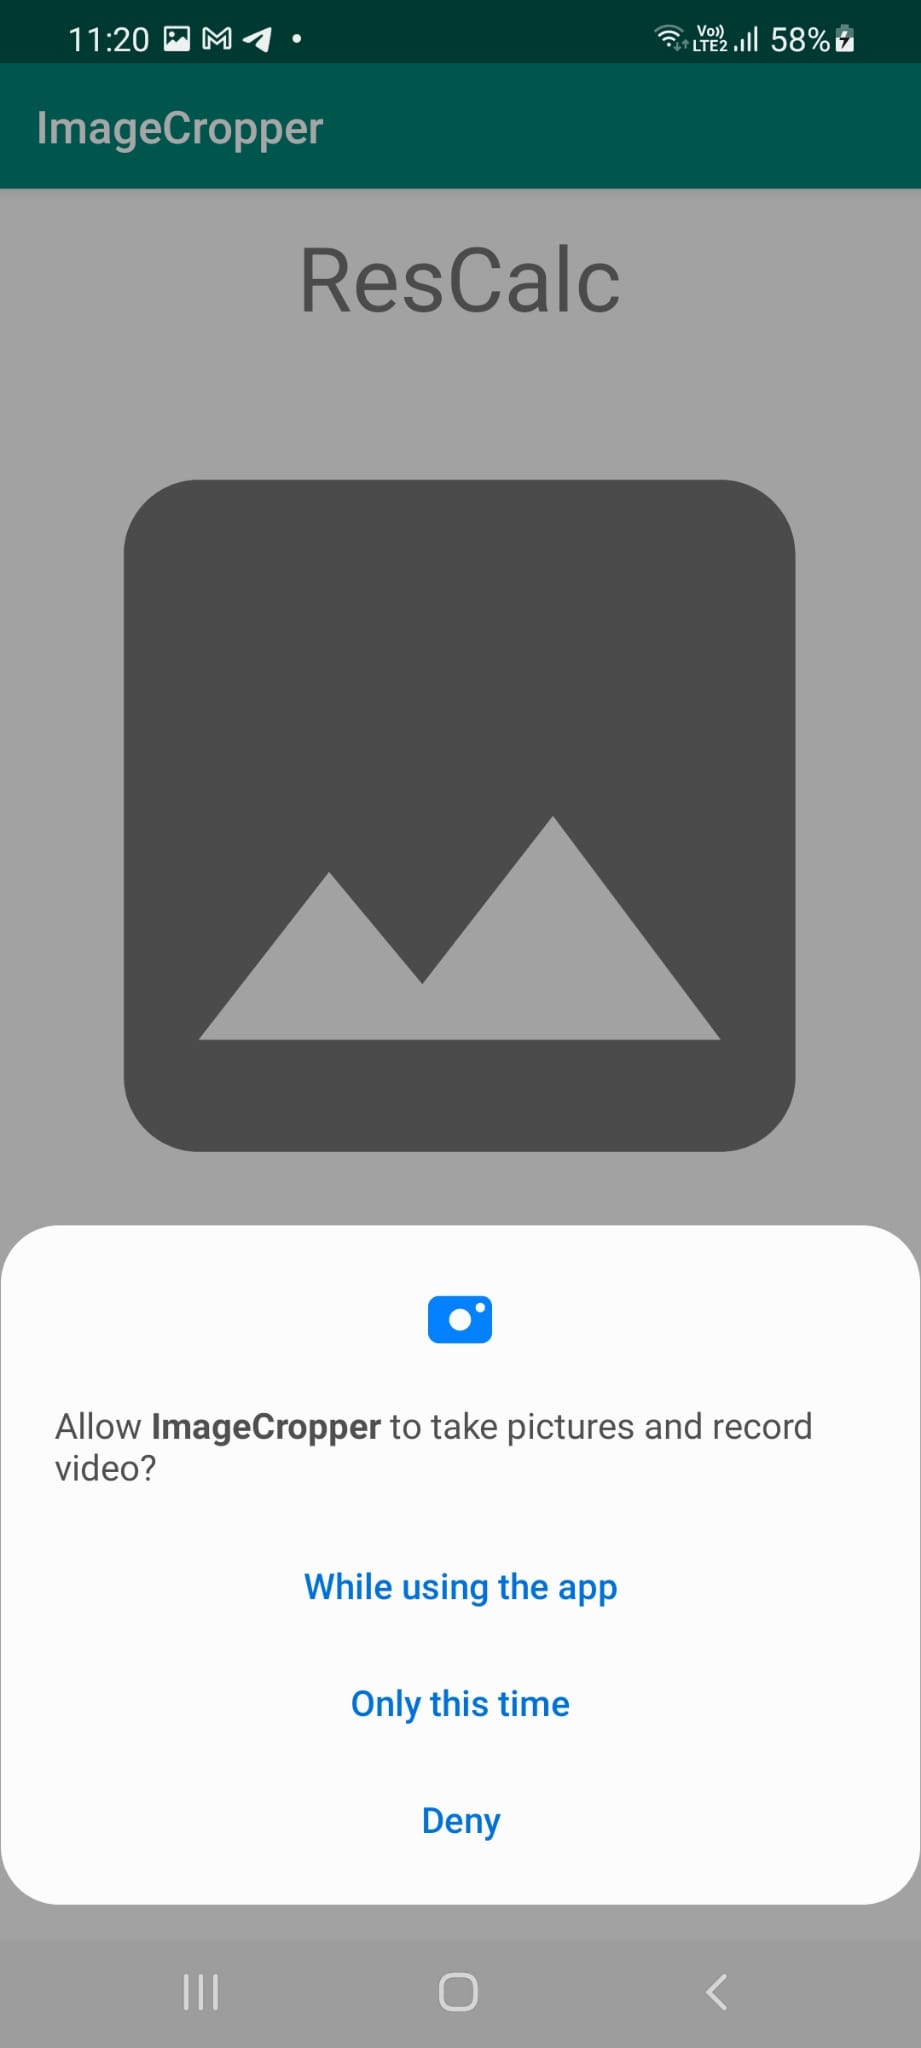 11:20 Vo)) LTE2 58%
ImageCropper
ResCalc
Allow ImageCropper to take pictures and record
video?
While using the app
Only this time
Deny